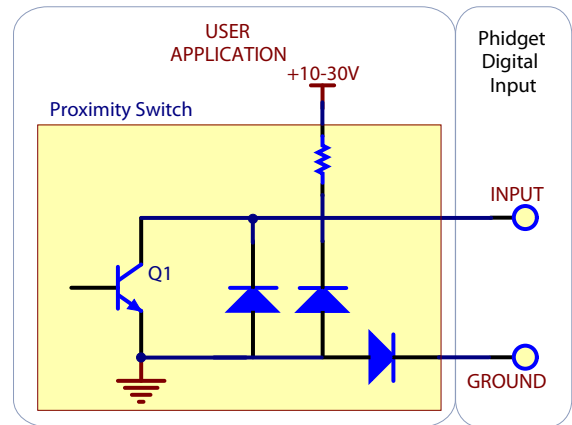 USER
APPLICATION
+10-30V
Phidget
Digital
Input
Proximity Switch
INPUT
Q1
GROUND